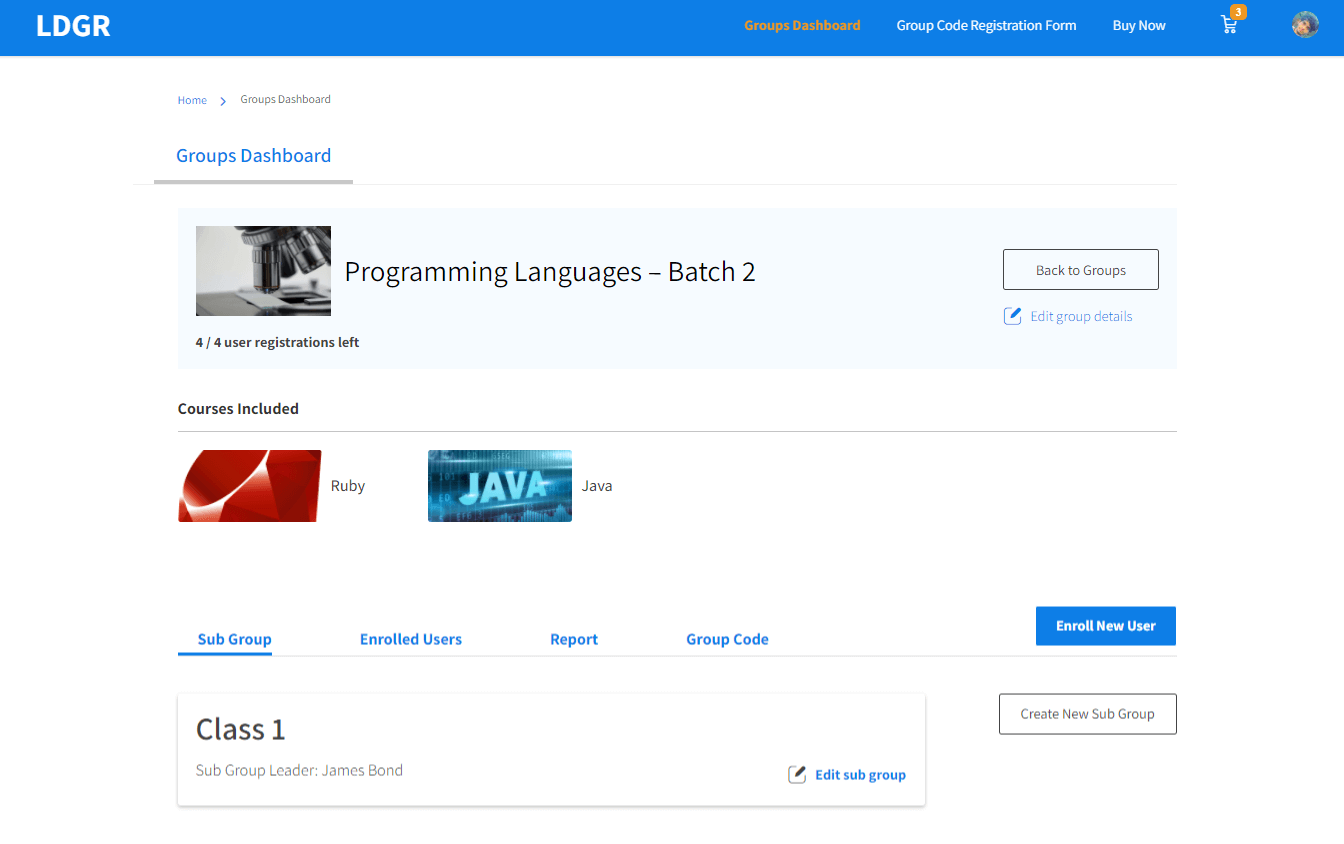 LDGR
Groups Dashboard
Group Code Registration Form
Buy Now
3
Home
Groups Dashboard
Groups Dashboard
Programming Languages – Batch 2
Back to Groups
Edit group details
4 / 4 user registrations left
Courses Included
JAVA
Ruby
Java
Enroll New User
Sub Group
Enrolled Users
Report
Group Code
Class 1
Create New Sub Group
Sub Group Leader: James Bond
Edit sub group